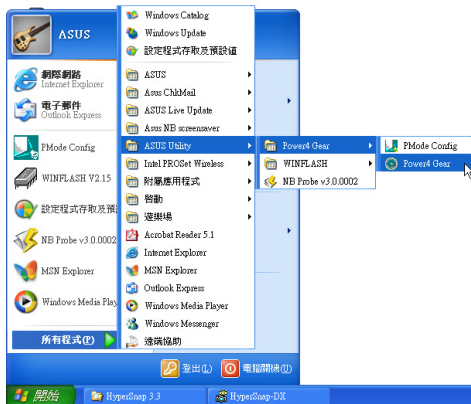 ASUS
網際網路
Internet Explorer
電子郵件
Outlook Express
PMode Config
WINFLASH V2.15
設定程式存取及預
NB Probe v3.0.0002
MSN Explorer
Windows Media Play
所有程式(P)
Windows Catalog
Windows Update
設定程式存取及預設值
ASUS
Asus ChkMail
ASUS Live Update
Asus NB screensaver
ASUS Utility
Intel PROSet Wireless
附屬應用程式
啟動
遊樂場
Acrobat Reader 5.1
Internet Explorer
MSN Explorer
Outlook Express
Windows Media Player
Windows Messenger
遠端協助
Power4 Gear
WINFLASH
NB Probe v3.0.0002
PMode Config
Power4 Gear
登出(L)
電腦關機(U)
開始
HyperSnap 3.3
HyperSnap-DX